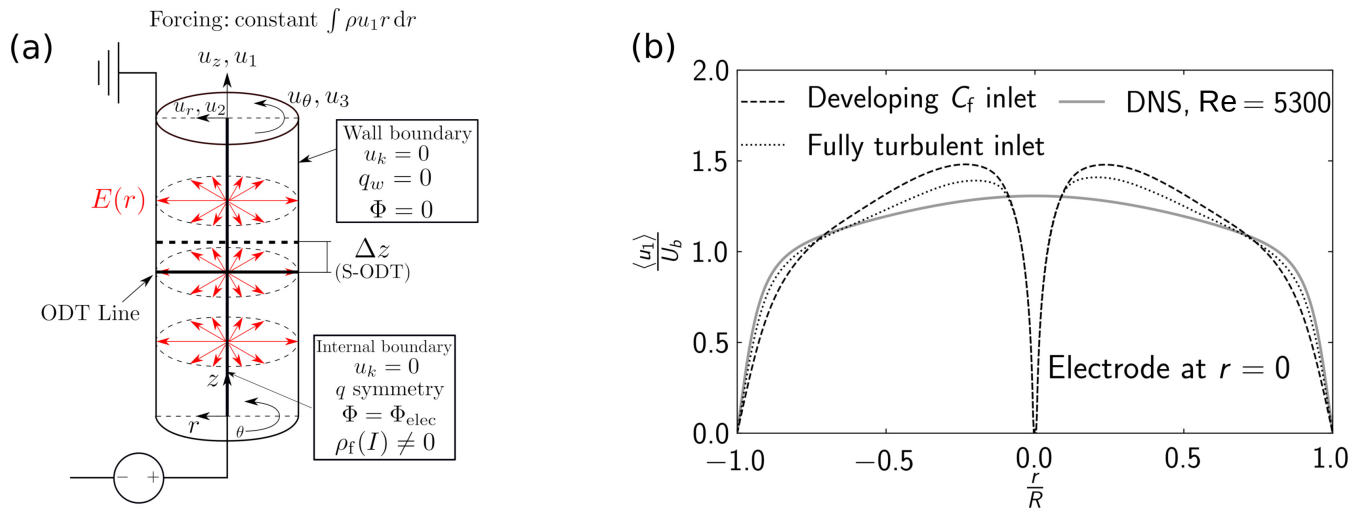 (a)
Forcing: constant ∫ ρu₁r dr
u_z, u₁
u_r, u₂
u_θ, u₃
Wall boundary
u_k = 0
q_w = 0
Φ = 0
E(r)
Δz
(S-ODT)
ODT Line
Internal boundary
u_k = 0
q symmetry
Φ = Φ_elec
ρ_f(I) ≠ 0
z
r
θ
− +
(b)
Developing C_f inlet
DNS, Re = 5300
Fully turbulent inlet
Electrode at r = 0
⟨u₁⟩/U_b
2.0
1.5
1.0
0.5
0.0
−1.0 −0.5 0.0 0.5 1.0
r/R